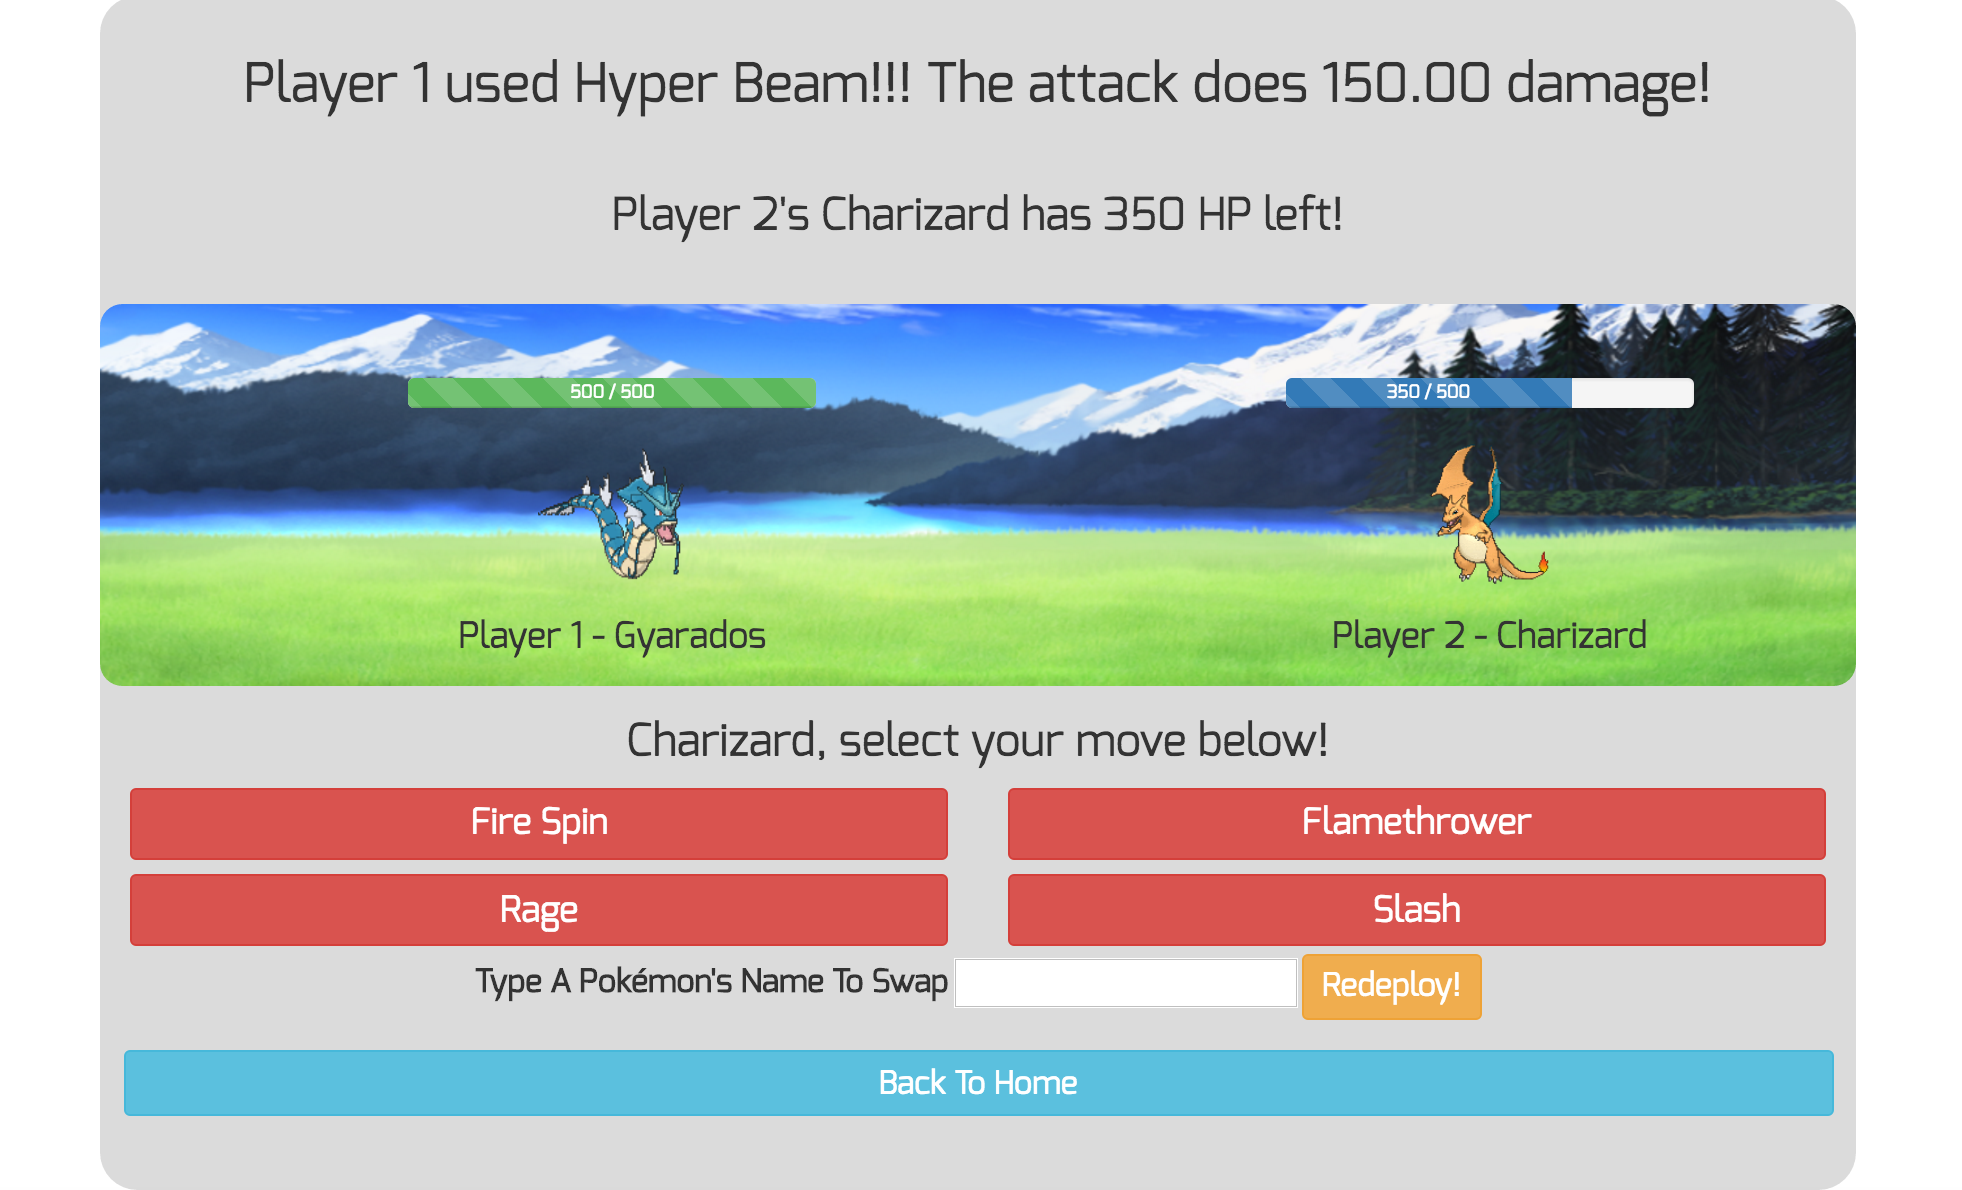 Player 1 used Hyper Beam!!! The attack does 150.00 damage!
Player 2's Charizard has 350 HP left!
500 / 500
350 / 500
Player 1 - Gyarados
Player 2 - Charizard
Charizard, select your move below!
Fire Spin
Flamethrower
Rage
Slash
Type A Pokémon's Name To Swap
Redeploy!
Back To Home